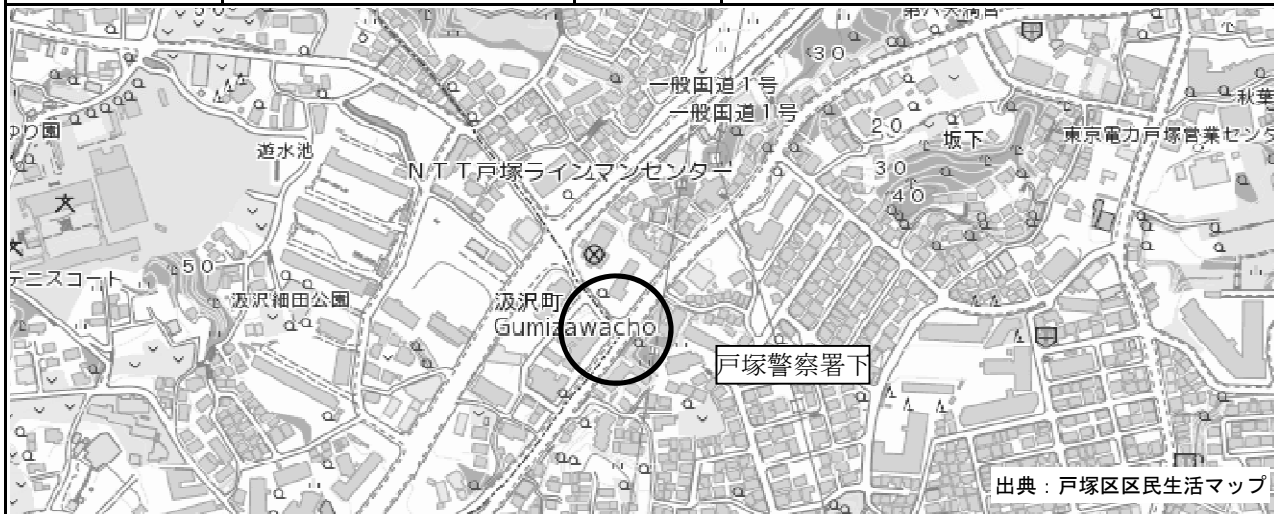 第六天満宮
50
30
一般国道1号
一般国道1号
秋葉
ゆり園
遊水池
20
坂下
東京電力戸塚営業センタ
NTT戸塚ラインマンセンター
30
40
50
テニスコート
汲沢細田公園
汲沢町
Gumizawacho
戸塚警察署下
出典:戸塚区区民生活マップ